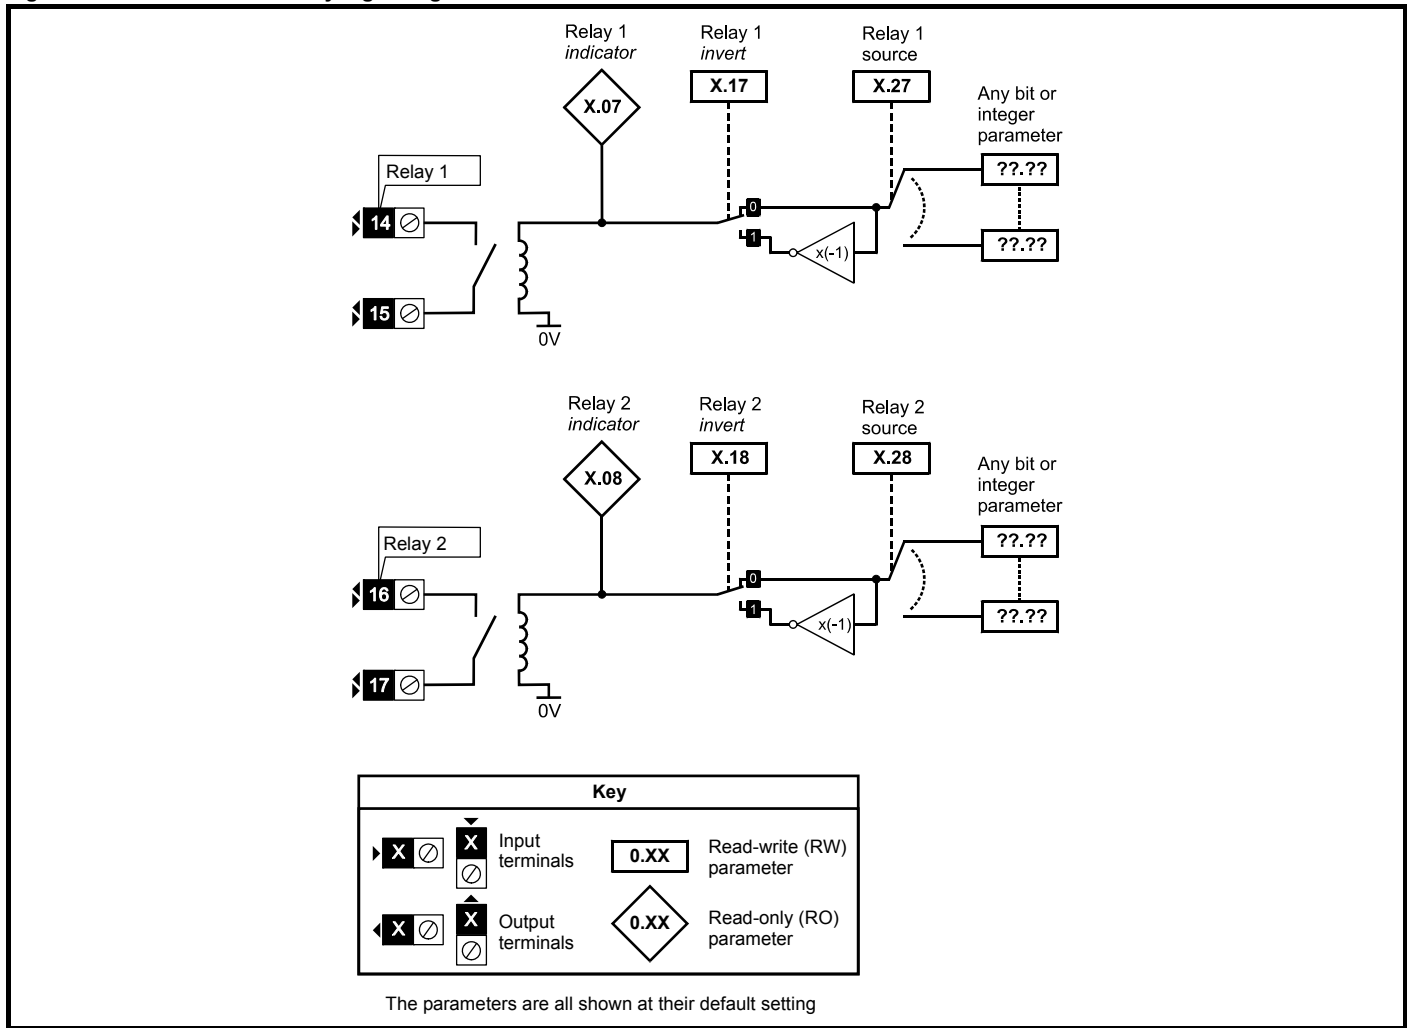 Relay 1
indicator
Relay 1
invert
Relay 1
source
X.07
X.17
X.27
Any bit or
integer
parameter
??.??
??.??
Relay 1
14
15
0
1
x(-1)
0V
Relay 2
indicator
Relay 2
invert
Relay 2
source
X.08
X.18
X.28
Any bit or
integer
parameter
??.??
??.??
Relay 2
16
17
0
1
x(-1)
0V
Key
X
X
Input
terminals
0.XX
Read-write (RW)
parameter
X
X
Output
terminals
0.XX
Read-only (RO)
parameter
The parameters are all shown at their default setting